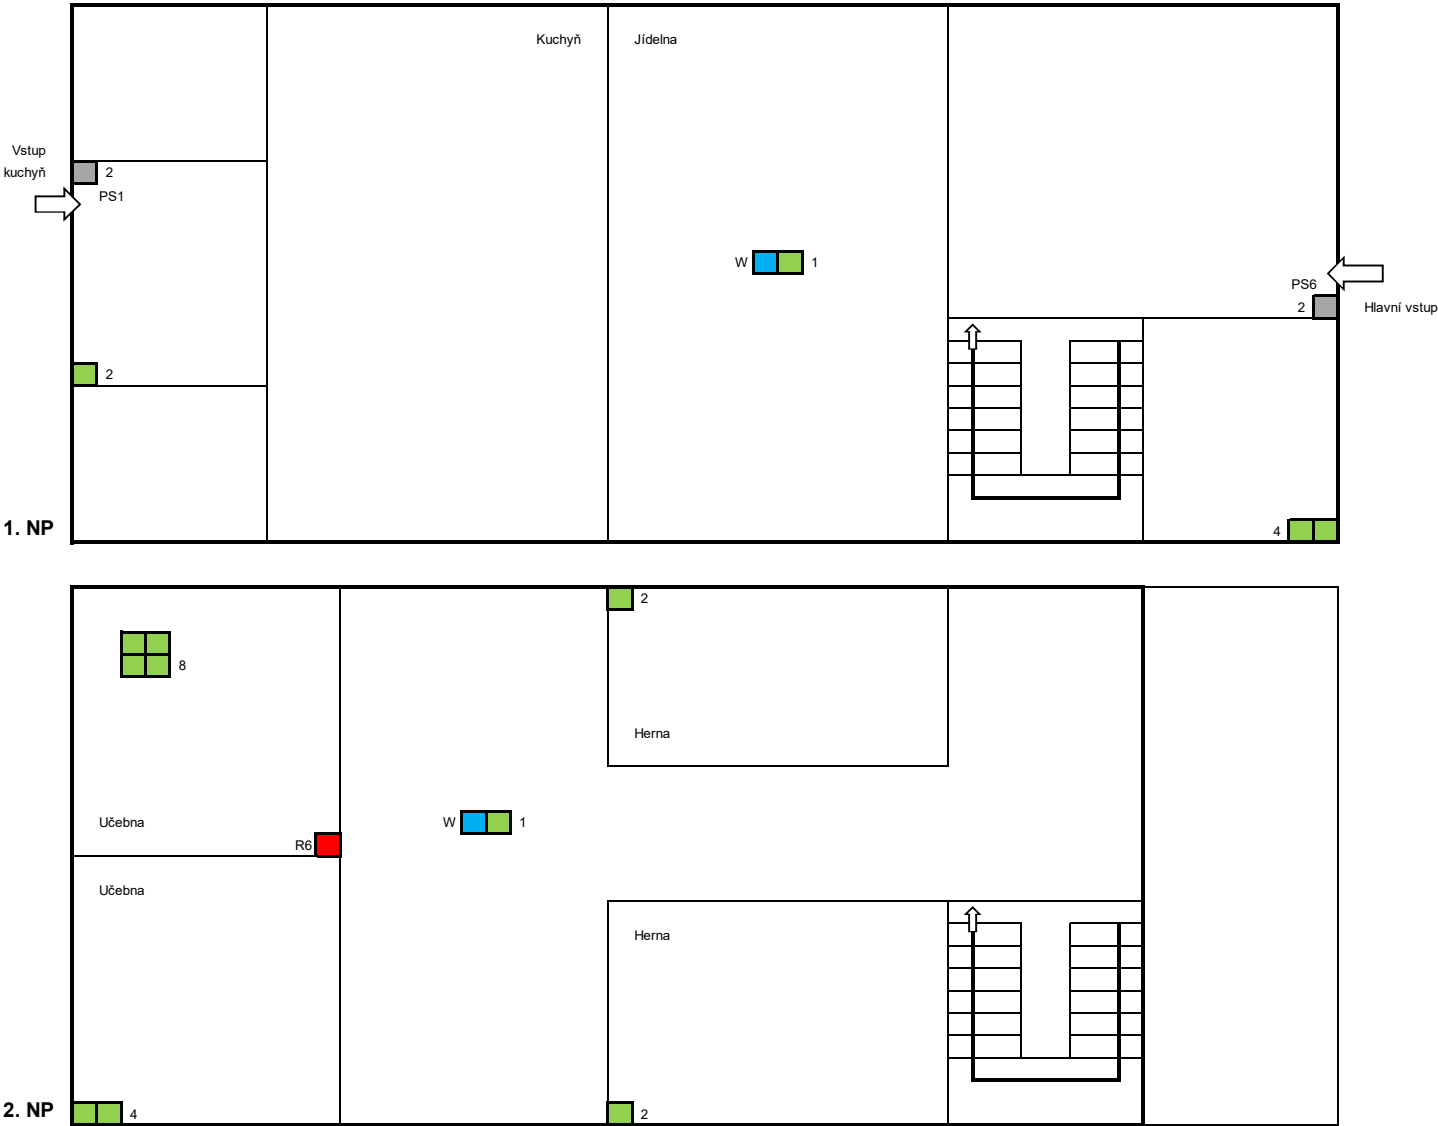 Kuchyň
Jídelna
Vstup
kuchyň
2
PS1
W
1
PS6
2
Hlavní vstup
2
1. NP
4
2
8
Herna
Učebna
W
1
R6
Učebna
Herna
2. NP
4
2